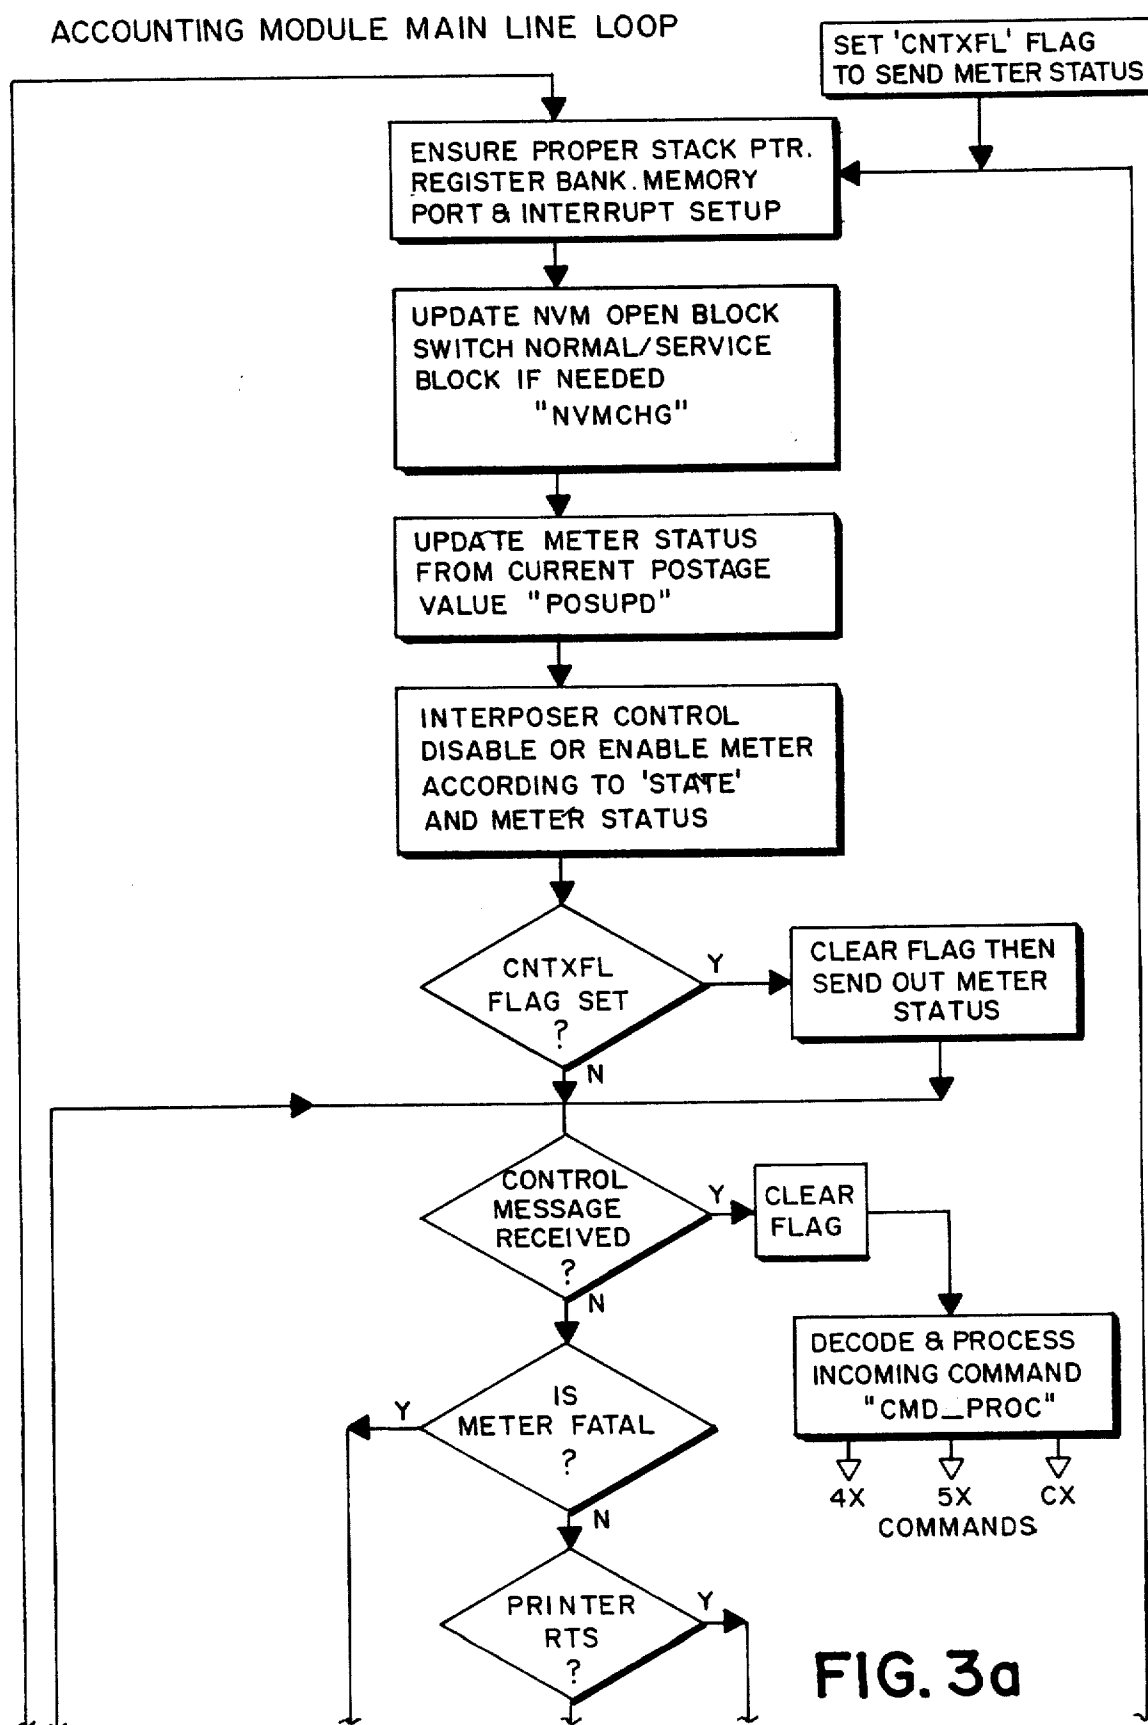 ACCOUNTING MODULE MAIN LINE LOOP
SET 'CNTXFL' FLAG
TO SEND METER STATUS
ENSURE PROPER STACK PTR.
REGISTER BANK. MEMORY
PORT & INTERRUPT SETUP
UPDATE NVM OPEN BLOCK
SWITCH NORMAL/SERVICE
BLOCK IF NEEDED
"NVMCHG"
UPDATE METER STATUS
FROM CURRENT POSTAGE
VALUE "POSUPD"
INTERPOSER CONTROL
DISABLE OR ENABLE METER
ACCORDING TO 'STATE'
AND METER STATUS
CNTXFL
FLAG SET
?
Y
N
CLEAR FLAG THEN
SEND OUT METER
STATUS
CONTROL
MESSAGE
RECEIVED
?
Y
N
CLEAR
FLAG
DECODE & PROCESS
INCOMING COMMAND
"CMD_PROC"
4X 5X CX
COMMANDS
IS
METER FATAL
?
Y
N
PRINTER
RTS
?
Y
FIG. 3a